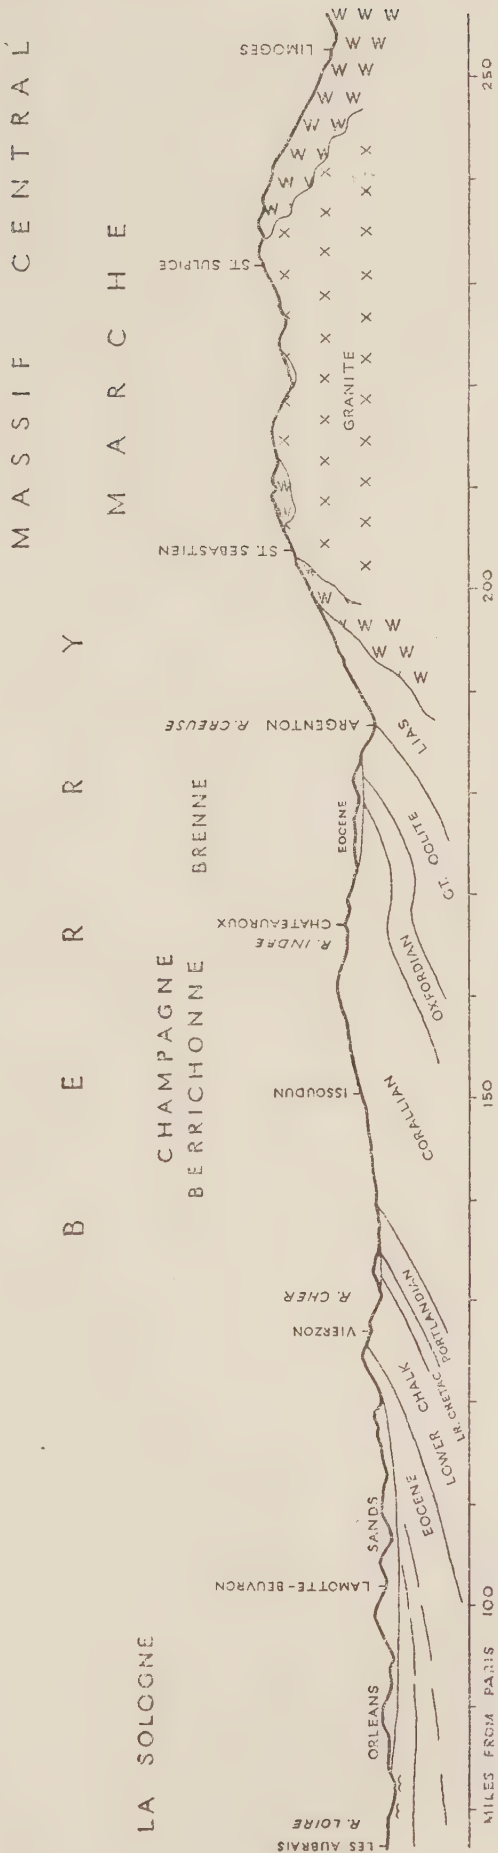 MASSIF CENTRAL
MARCHE
BERRY
BRENNE
CHAMPAGNE
BERRICHONNE
LA SOLOGNE
LES AUBRAIS
R. LOIRE
LAMOTTE-BEUVRON
VIERZON
R. CHER
ISSOUDUN
R. INDRE
CHATEAUROUX
ARGENTON R. CREUSE
ST. SEBASTIEN
ST. SULPICE
LIMOGES
ORLEANS SANDS
EOCENE
LOWER CHALK
LR. CRETAC
PORTLANDIAN
CORALLIAN
OXFORDIAN
GT. OOLITE
EOCENE
LIAS
GRANITE
W W W
W W
W W
W W
W W
W W
W W
W
X X
X X
X
X X
X X
X X
X X
X X
X X
X X
X X
X
W
W W
W W
W
MILES FROM PARIS 100 150 200 250